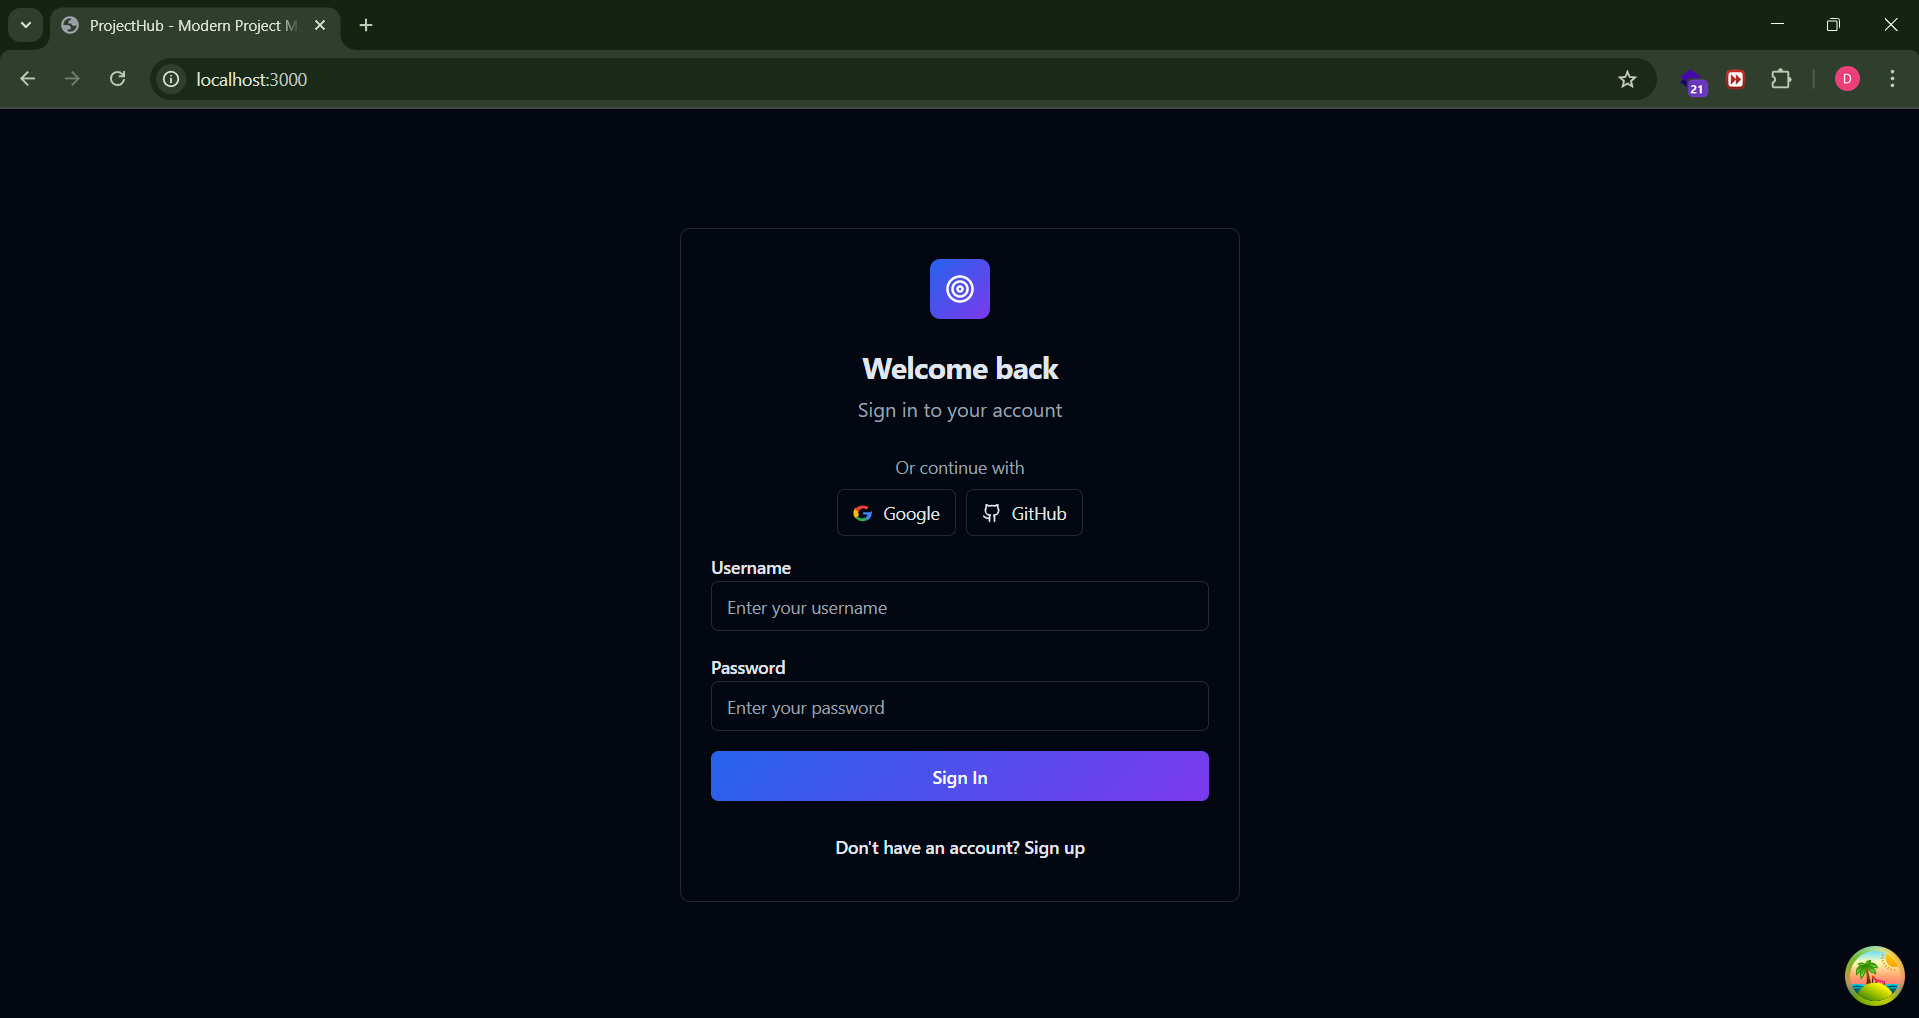 ProjectHub - Modern Project M
localhost:3000
21
D
Welcome back
Sign in to your account
Or continue with
Google
GitHub
Username
Enter your username
Password
Enter your password
Sign In
Don't have an account? Sign up